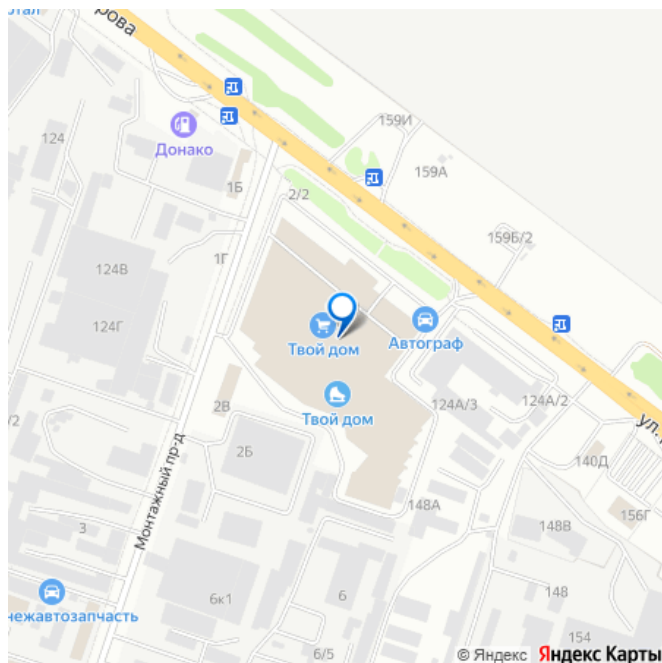 ртал
рова
124
Донако
1Б
159И
159А
2/2
159Б/2
1Г
124В
124Г
Твой дом
Автограф
Твой дом
124А/3
124А/2
ул.
2В
2Б
/2
140Д
156Г
Монтажный пр-д
148А
148В
3
6к1
6
148
нежавтозапчасть
154
6/5
© Яндекс Яндекс Карты